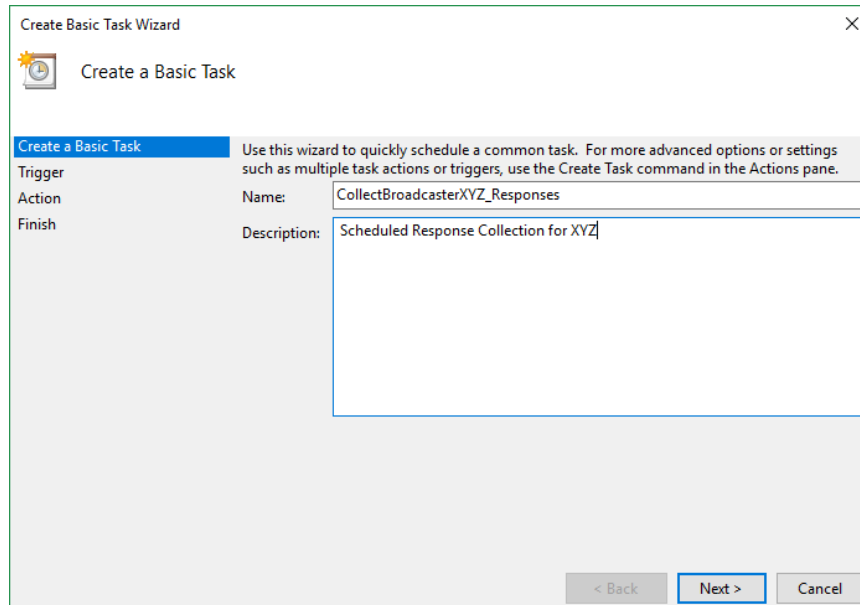 Create Basic Task Wizard
Create a Basic Task
Create a Basic Task
Trigger
Action
Finish
Use this wizard to quickly schedule a common task.  For more advanced options or settings
such as multiple task actions or triggers, use the Create Task command in the Actions pane.
Name: CollectBroadcasterXYZ_Responses
Description: Scheduled Response Collection for XYZ
< Back Next > Cancel